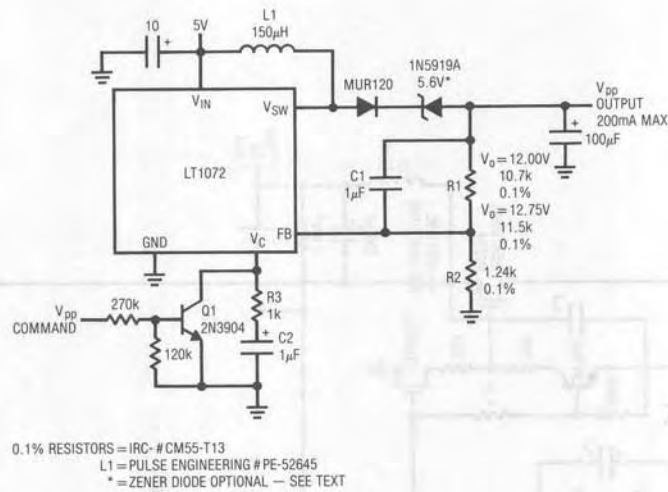 L1
150µH
10
+
5V
MUR120
1N5919A
5.6V*
VIN
VSW
VPP
OUTPUT
200mA MAX
+
100µF
LT1072
C1
1µF
R1
VO = 12.00V
10.7k
0.1%
VO = 12.75V
11.5k
0.1%
FB
GND
VC
R2
1.24k
0.1%
VPP
COMMAND
270k
Q1
2N3904
R3
1k
120k
+
C2
1µF
0.1% RESISTORS = IRC-#CM55-T13
L1 = PULSE ENGINEERING #PE-52645
* = ZENER DIODE OPTIONAL — SEE TEXT